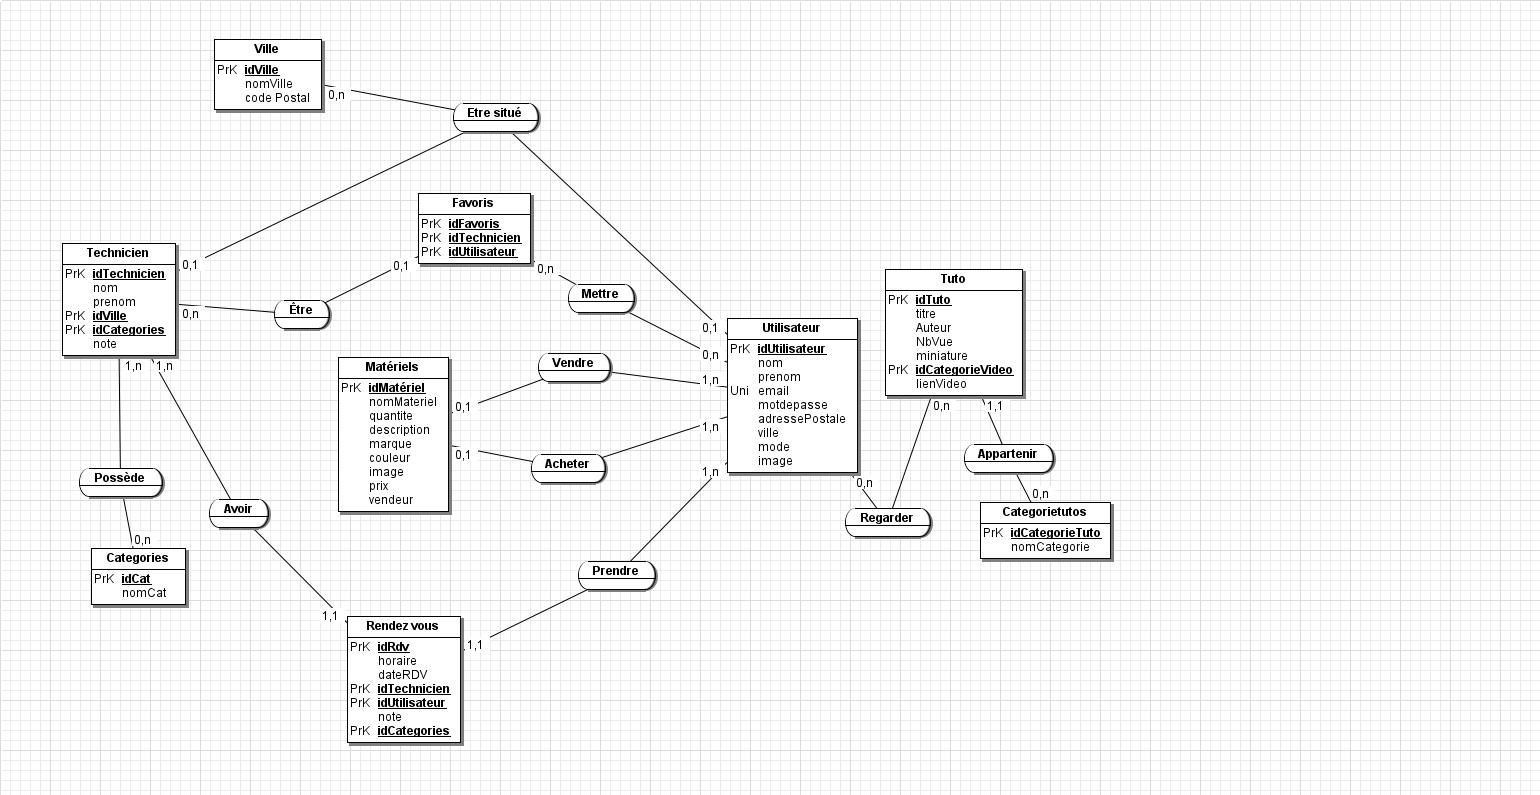 Ville
PrK idVille
nomVille
code Postal
0,n
Etre situé
Favoris
PrK idFavoris
PrK idTechnicien
PrK idUtilisateur
0,1
0,n
Technicien
PrK idTechnicien
nom
prenom
PrK idVille
PrK idCategories
note
0,1
0,n
Être
Mettre
Tuto
PrK idTuto
titre
Auteur
NbVue
miniature
PrK idCategorieVideo
lienVideo
0,1
0,n
1,n
1,n
1,n
Utilisateur
PrK idUtilisateur
nom
prenom
Uni email
motdepasse
adressePostale
ville
mode
image
Matériels
PrK idMatériel
nomMateriel
quantite
description
marque
couleur
image
prix
vendeur
Vendre
0,1
0,1
Acheter
1,n
1,n
0,n
1,1
Appartenir
0,n
Possède
Avoir
0,n
Regarder
Categorietutos
PrK idCategorieTuto
nomCategorie
0,n
Categories
PrK idCat
nomCat
Prendre
1,1
1,1
Rendez vous
PrK idRdv
horaire
dateRDV
PrK idTechnicien
PrK idUtilisateur
note
PrK idCategories